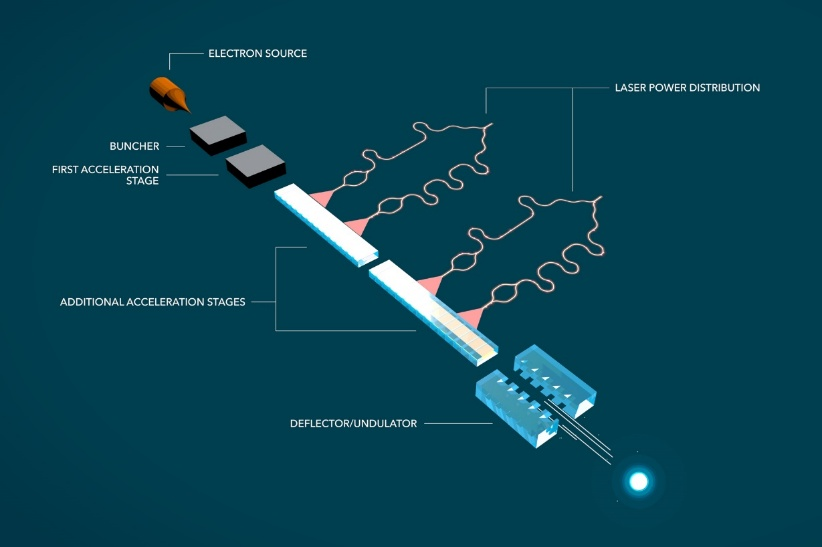 ELECTRON SOURCE
LASER POWER DISTRIBUTION
BUNCHER
FIRST ACCELERATION
STAGE
ADDITIONAL ACCELERATION STAGES
DEFLECTOR/UNDULATOR